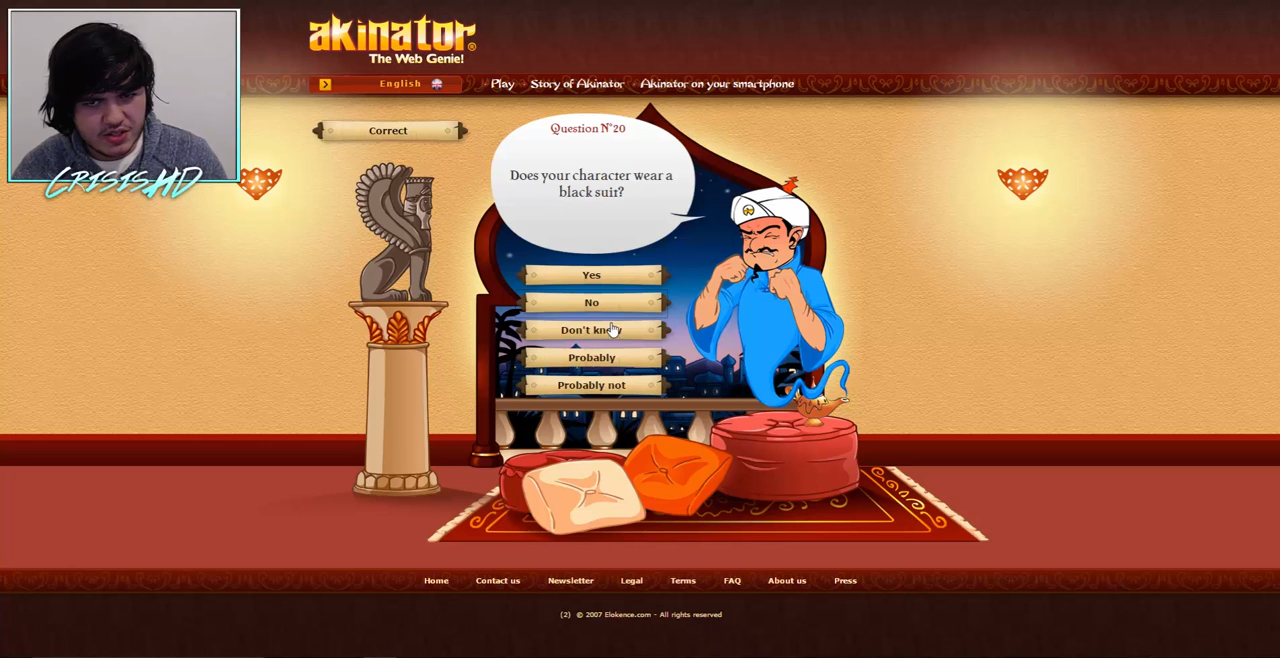 akinator®
The Web Genie!
English
Play
Story of Akinator
Akinator on your smartphone
Correct
CRISISHD
Question N°20
Does your character wear a
black suit?
Yes
No
Don't know
Probably
Probably not
Home
Contact us
Newsletter
Legal
Terms
FAQ
About us
Press
(2) © 2007 Elokence.com - All rights reserved